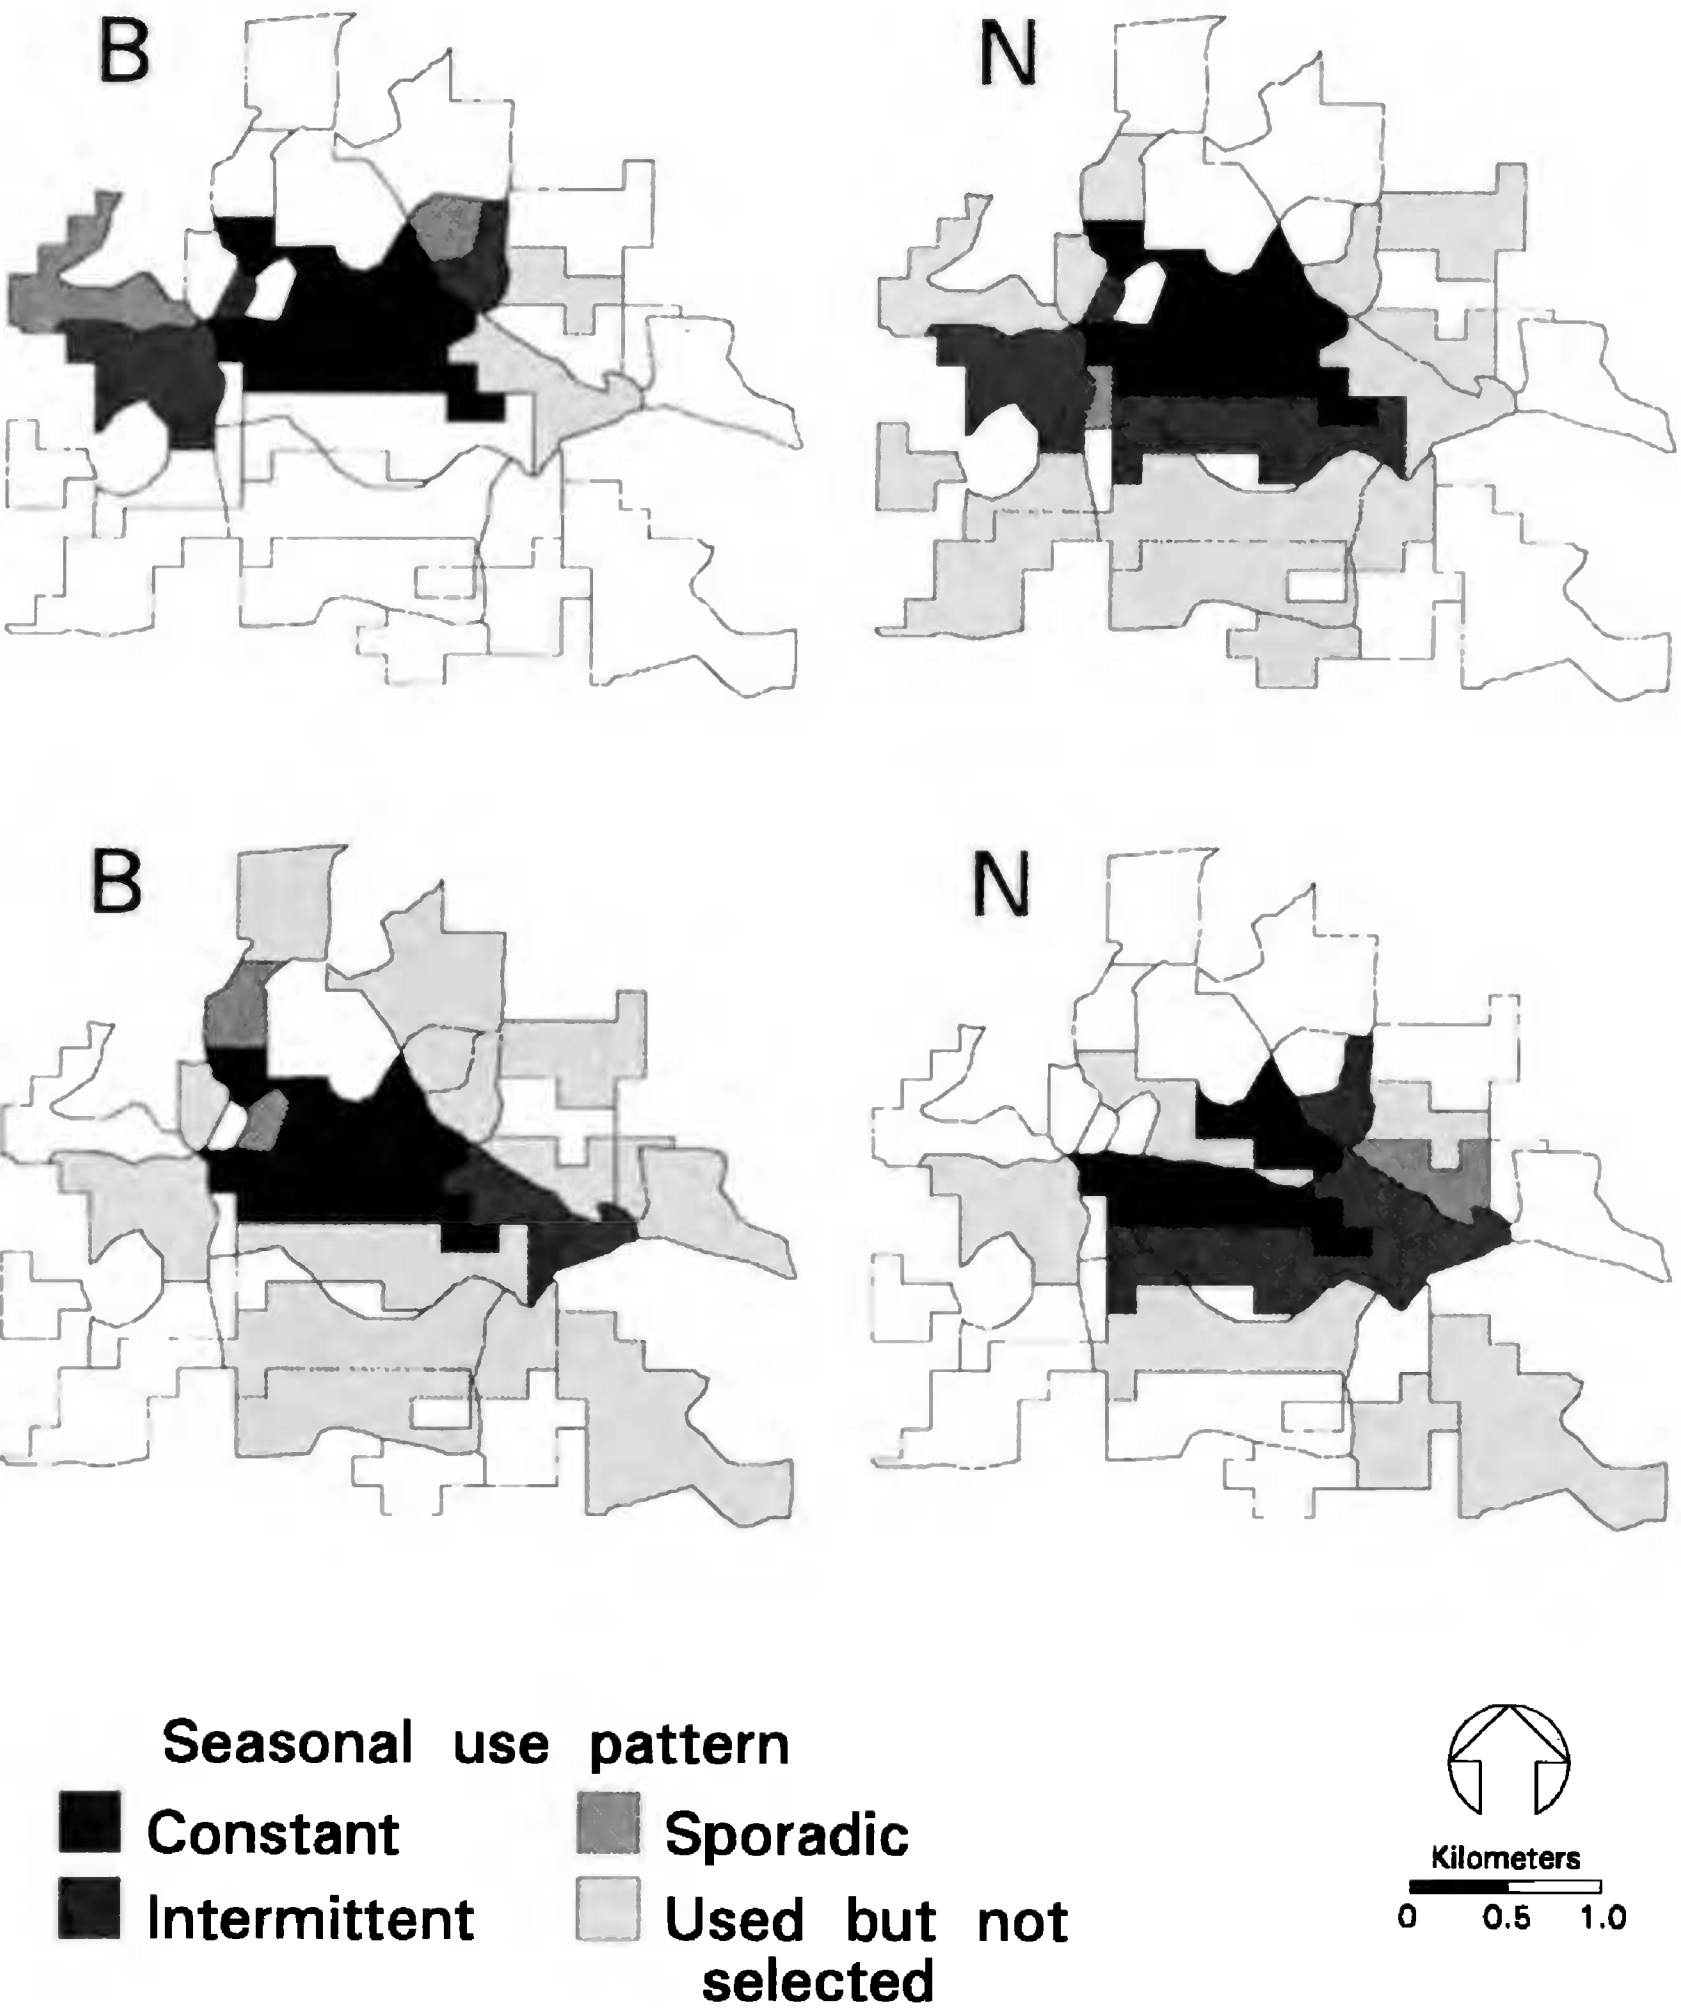 B N
B N
Seasonal use pattern
Constant Sporadic
Intermittent Used but not
selected
Kilometers
0 0.5 1.0